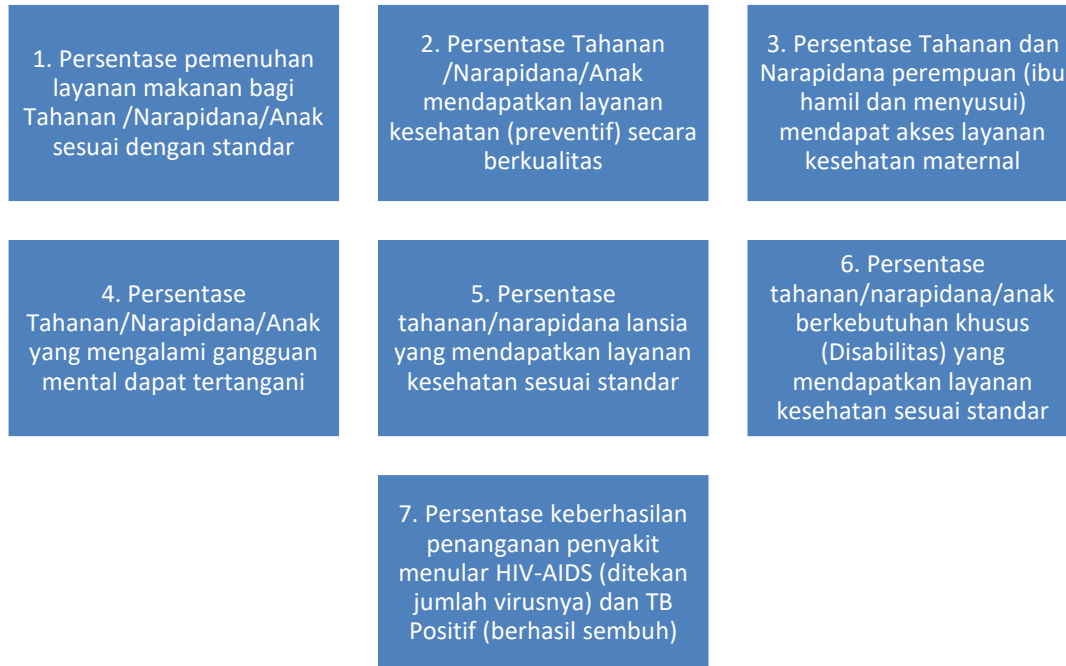 1. Persentase pemenuhan
layanan makanan bagi
Tahanan /Narapidana/Anak
sesuai dengan standar
2. Persentase Tahanan
/Narapidana/Anak
mendapatkan layanan
kesehatan (preventif) secara
berkualitas
3. Persentase Tahanan dan
Narapidana perempuan (ibu
hamil dan menyusui)
mendapat akses layanan
kesehatan maternal
4. Persentase
Tahanan/Narapidana/Anak
yang mengalami gangguan
mental dapat tertangani
5. Persentase
tahanan/narapidana lansia
yang mendapatkan layanan
kesehatan sesuai standar
6. Persentase
tahanan/narapidana/anak
berkebutuhan khusus
(Disabilitas) yang
mendapatkan layanan
kesehatan sesuai standar
7. Persentase keberhasilan
penanganan penyakit
menular HIV-AIDS (ditekan
jumlah virusnya) dan TB
Positif (berhasil sembuh)